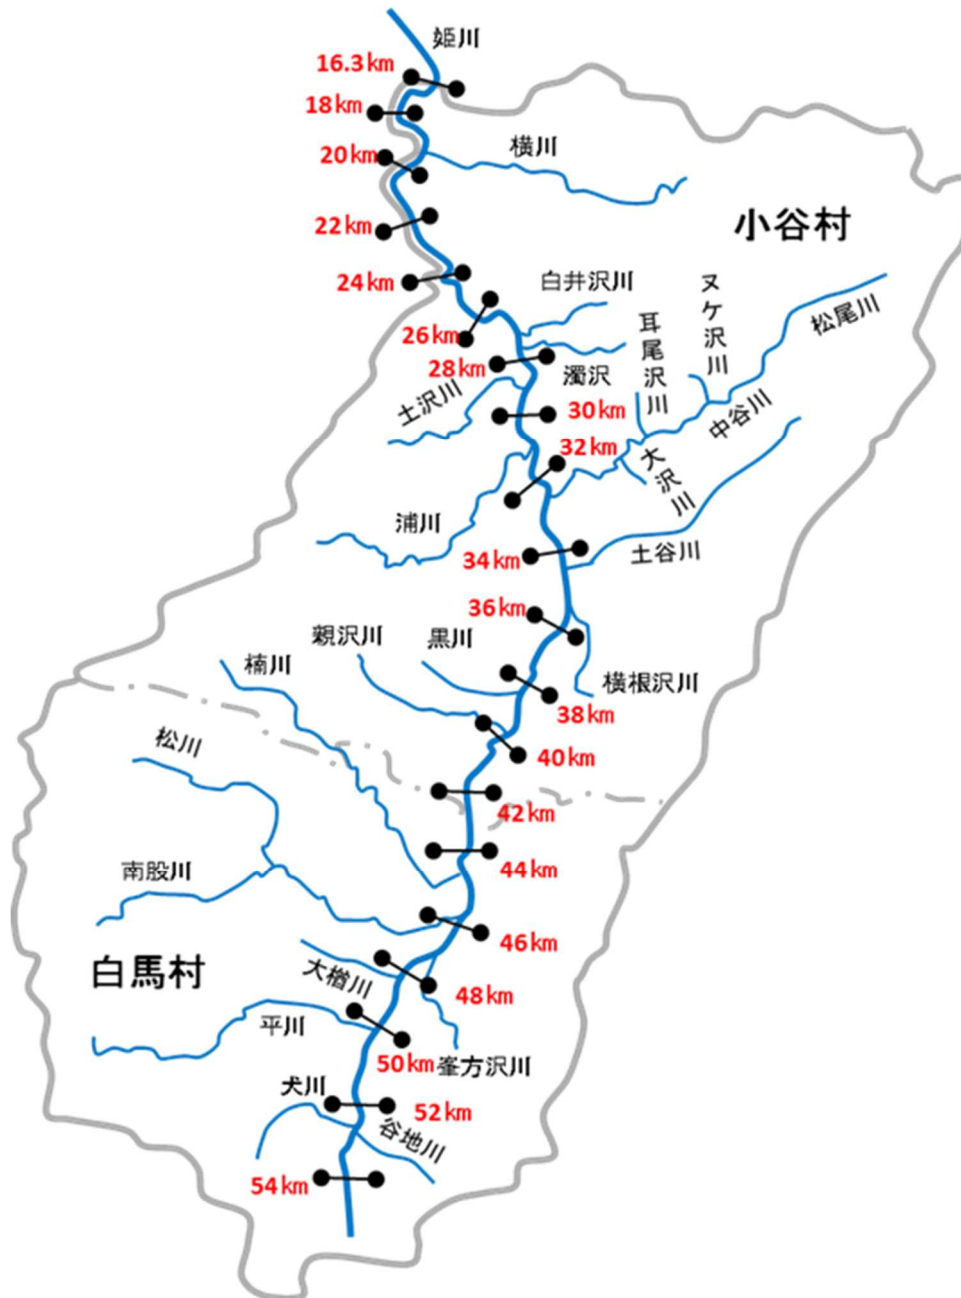 姫川
16.3km
18km
横川
20km
小谷村
22km
24km
白井沢川
ヌケ沢川
松尾川
耳尾沢川
26km
28km
濁沢
土沢川
30km
中谷川
32km
大沢川
浦川
34km
土谷川
36km
親沢川
黒川
楠川
横根沢川
38km
松川
40km
42km
44km
南股川
46km
白馬村
大楢川
48km
平川
50km
峯方沢川
犬川
52km
谷地川
54km